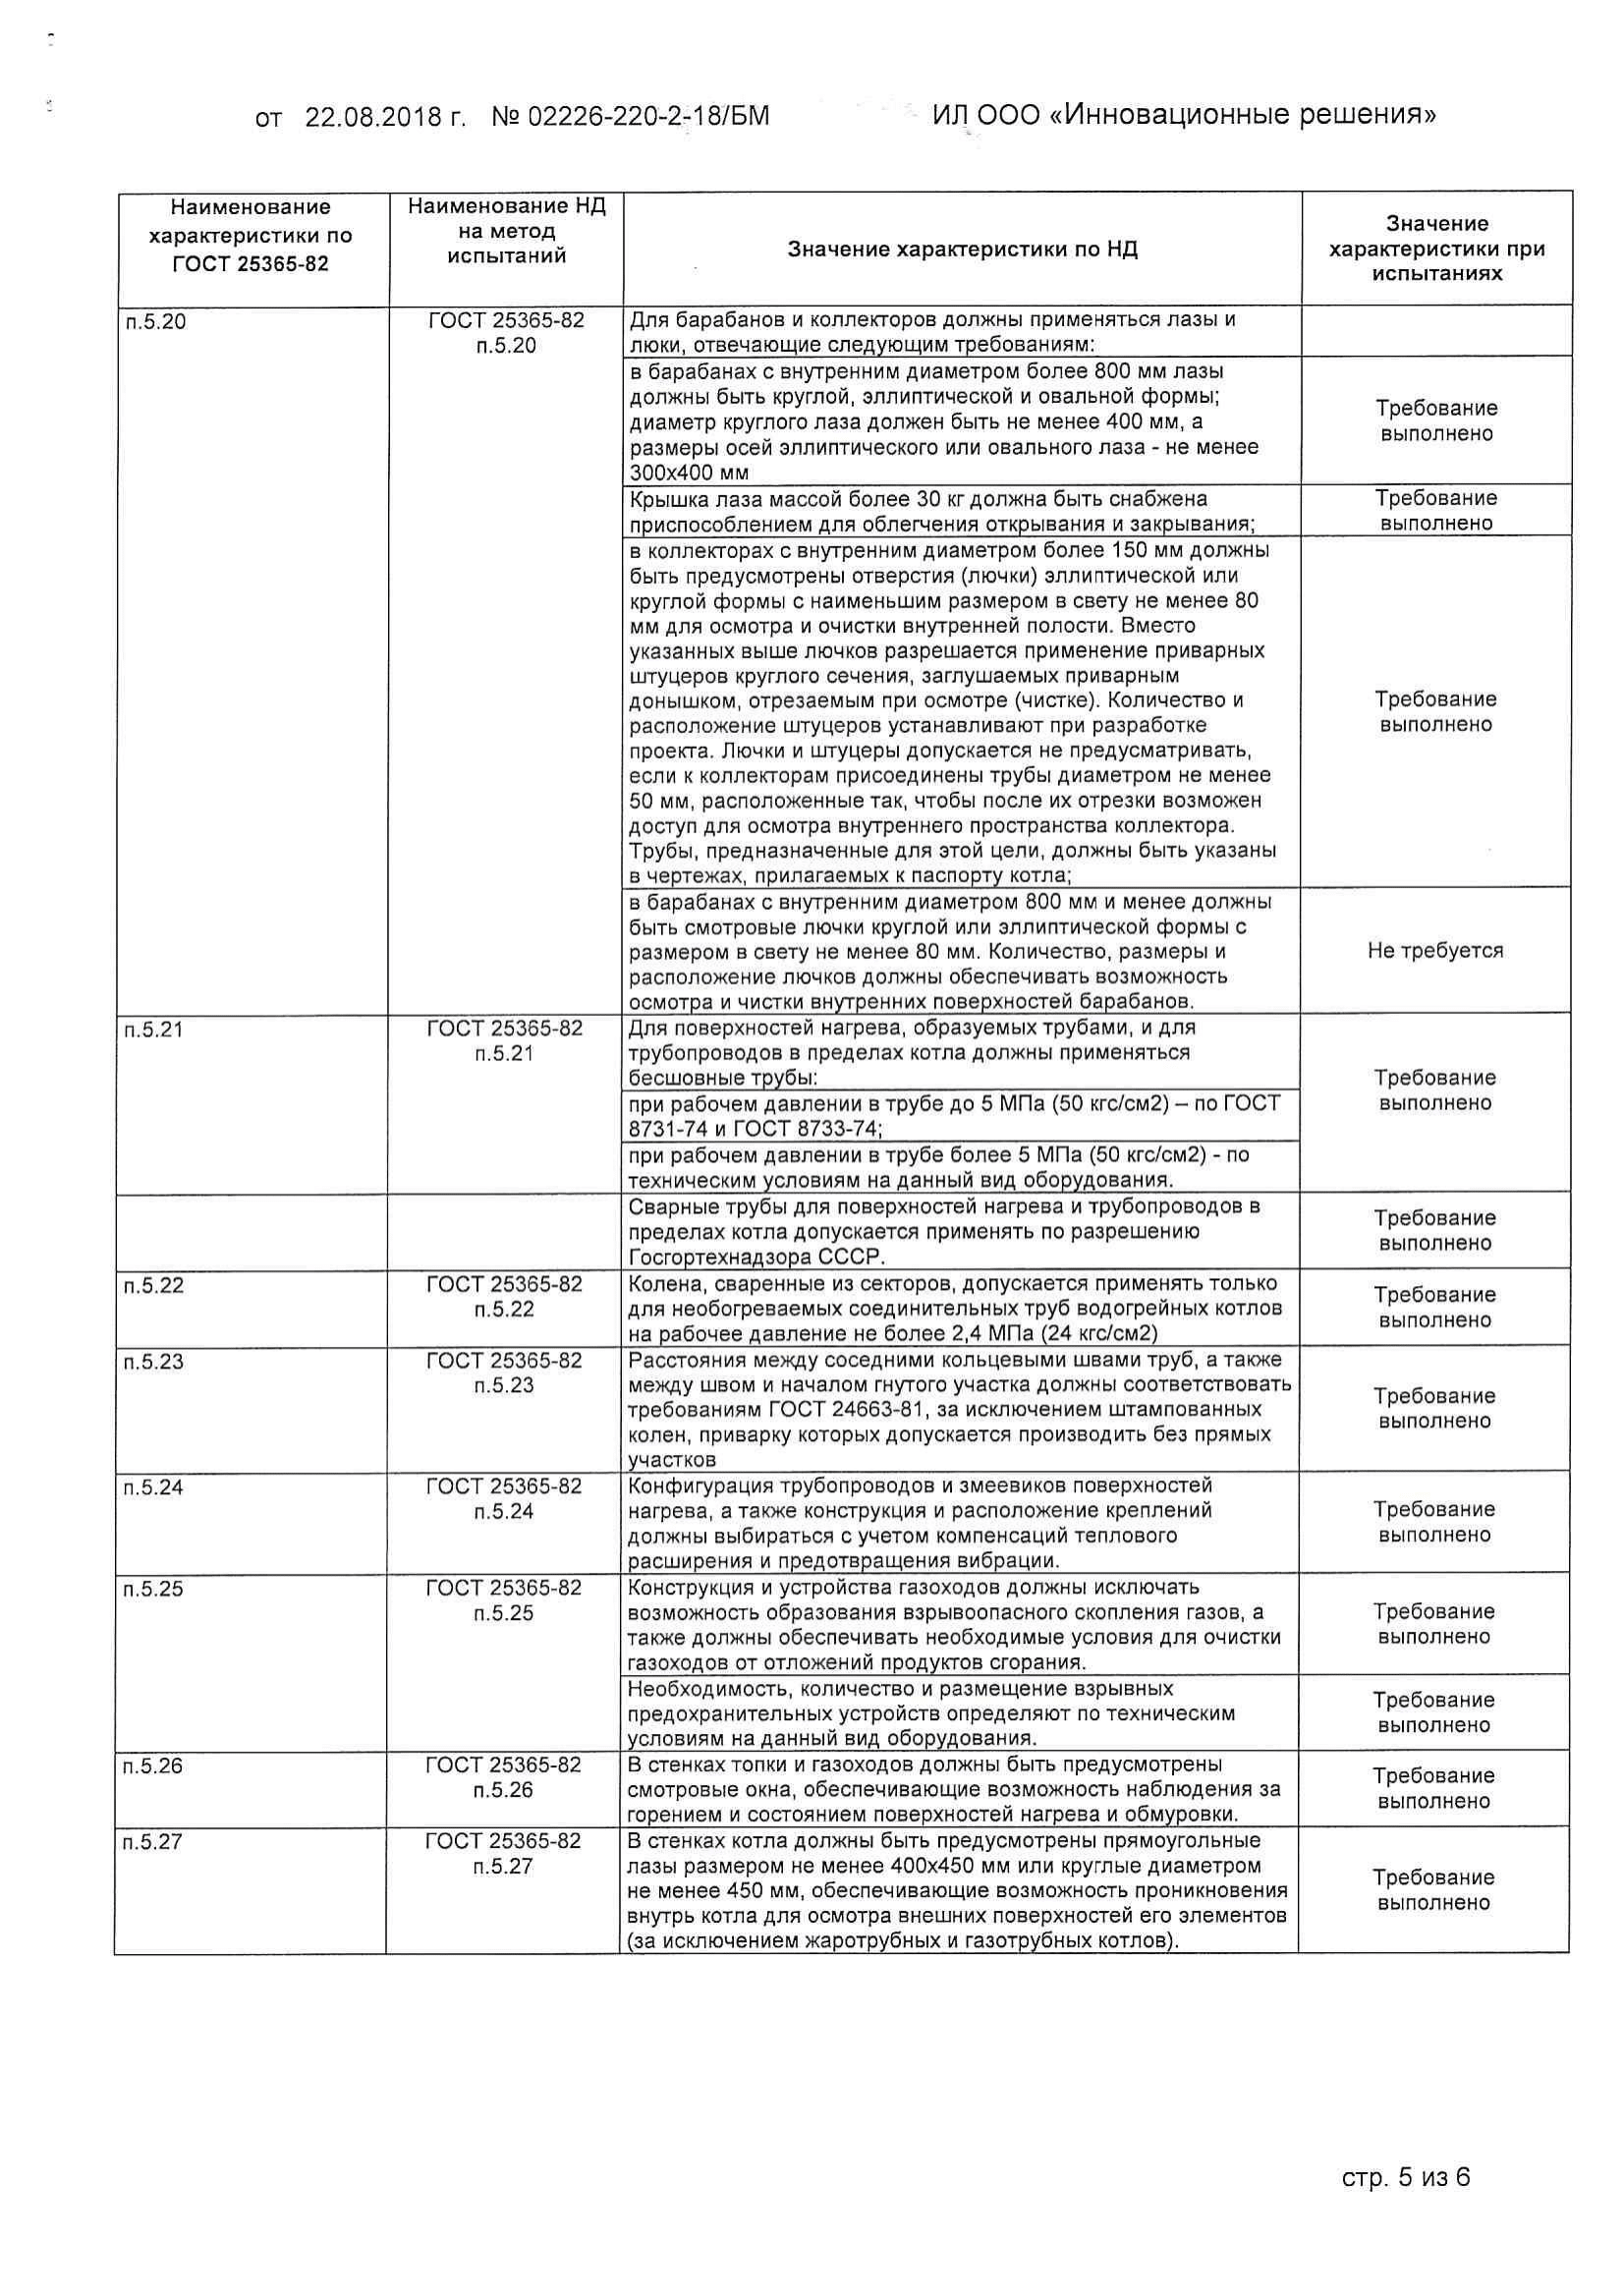 от 22.08.2018 г. № 02226-220-2-18/БМ ИЛ ООО «Инновационные решения»
Наименование
характеристики по
ГОСТ 25365-82
Наименование НД
на метод
испытаний
Значение характеристики по НД
Значение
характеристики при
испытаниях
п.5.20
ГОСТ 25365-82
п.5.20
Для барабанов и коллекторов должны применяться лазы и
люки, отвечающие следующим требованиям:
в барабанах с внутренним диаметром более 800 мм лазы
должны быть круглой, эллиптической и овальной формы;
диаметр круглого лаза должен быть не менее 400 мм, а
размеры осей эллиптического или овального лаза - не менее
300х400 мм
Требование
выполнено
Крышка лаза массой более 30 кг должна быть снабжена
приспособлением для облегчения открывания и закрывания;
Требование
выполнено
в коллекторах с внутренним диаметром более 150 мм должны
быть предусмотрены отверстия (лючки) эллиптической или
круглой формы с наименьшим размером в свету не менее 80
мм для осмотра и очистки внутренней полости. Вместо
указанных выше лючков разрешается применение приварных
штуцеров круглого сечения, заглушаемых приварным
донышком, отрезаемым при осмотре (чистке). Количество и
расположение штуцеров устанавливают при разработке
проекта. Лючки и штуцеры допускается не предусматривать,
если к коллекторам присоединены трубы диаметром не менее
50 мм, расположенные так, чтобы после их отрезки возможен
доступ для осмотра внутреннего пространства коллектора.
Трубы, предназначенные для этой цели, должны быть указаны
в чертежах, прилагаемых к паспорту котла;
Требование
выполнено
в барабанах с внутренним диаметром 800 мм и менее должны
быть смотровые лючки круглой или эллиптической формы с
размером в свету не менее 80 мм. Количество, размеры и
расположение лючков должны обеспечивать возможность
осмотра и чистки внутренних поверхностей барабанов.
Не требуется
п.5.21
ГОСТ 25365-82
п.5.21
Для поверхностей нагрева, образуемых трубами, и для
трубопроводов в пределах котла должны применяться
бесшовные трубы:
при рабочем давлении в трубе до 5 МПа (50 кгс/см2) – по ГОСТ
8731-74 и ГОСТ 8733-74;
при рабочем давлении в трубе более 5 МПа (50 кгс/см2) - по
техническим условиям на данный вид оборудования.
Требование
выполнено
Сварные трубы для поверхностей нагрева и трубопроводов в
пределах котла допускается применять по разрешению
Госгортехнадзора СССР.
Требование
выполнено
п.5.22
ГОСТ 25365-82
п.5.22
Колена, сваренные из секторов, допускается применять только
для необогреваемых соединительных труб водогрейных котлов
на рабочее давление не более 2,4 МПа (24 кгс/см2)
Требование
выполнено
п.5.23
ГОСТ 25365-82
п.5.23
Расстояния между соседними кольцевыми швами труб, а также
между швом и началом гнутого участка должны соответствовать
требованиям ГОСТ 24663-81, за исключением штампованных
колен, приварку которых допускается производить без прямых
участков
Требование
выполнено
п.5.24
ГОСТ 25365-82
п.5.24
Конфигурация трубопроводов и змеевиков поверхностей
нагрева, а также конструкция и расположение креплений
должны выбираться с учетом компенсаций теплового
расширения и предотвращения вибрации.
Требование
выполнено
п.5.25
ГОСТ 25365-82
п.5.25
Конструкция и устройства газоходов должны исключать
возможность образования взрывоопасного скопления газов, а
также должны обеспечивать необходимые условия для очистки
газоходов от отложений продуктов сгорания.
Требование
выполнено
Необходимость, количество и размещение взрывных
предохранительных устройств определяют по техническим
условиям на данный вид оборудования.
Требование
выполнено
п.5.26
ГОСТ 25365-82
п.5.26
В стенках топки и газоходов должны быть предусмотрены
смотровые окна, обеспечивающие возможность наблюдения за
горением и состоянием поверхностей нагрева и обмуровки.
Требование
выполнено
п.5.27
ГОСТ 25365-82
п.5.27
В стенках котла должны быть предусмотрены прямоугольные
лазы размером не менее 400х450 мм или круглые диаметром
не менее 450 мм, обеспечивающие возможность проникновения
внутрь котла для осмотра внешних поверхностей его элементов
(за исключением жаротрубных и газотрубных котлов).
Требование
выполнено
стр. 5 из 6